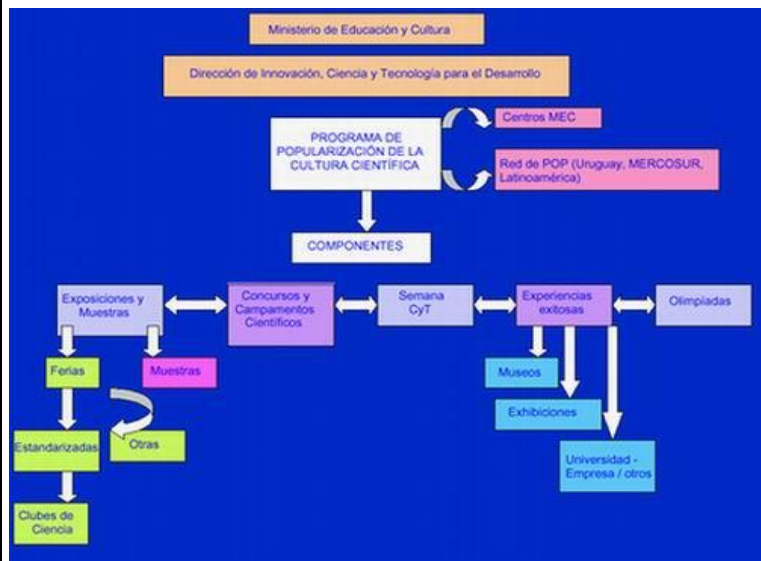 Ministerio de Educación y Cultura
Dirección de Innovación, Ciencia y Tecnología para el Desarrollo
PROGRAMA DE
POPULARIZACIÓN DE LA
CULTURA CIENTÍFICA
Centros MEC
Red de POP (Uruguay, MERCOSUR,
Latinoamérica)
COMPONENTES
Exposiciones y
Muestras
Concursos y
Campamentos
Científicos
Semana
CyT
Experiencias
exitosas
Olimpiadas
Ferias
Muestras
Museos
Exhibiciones
Estandarizadas
Otras
Universidad -
Empresa / otros
Clubes de
Ciencia